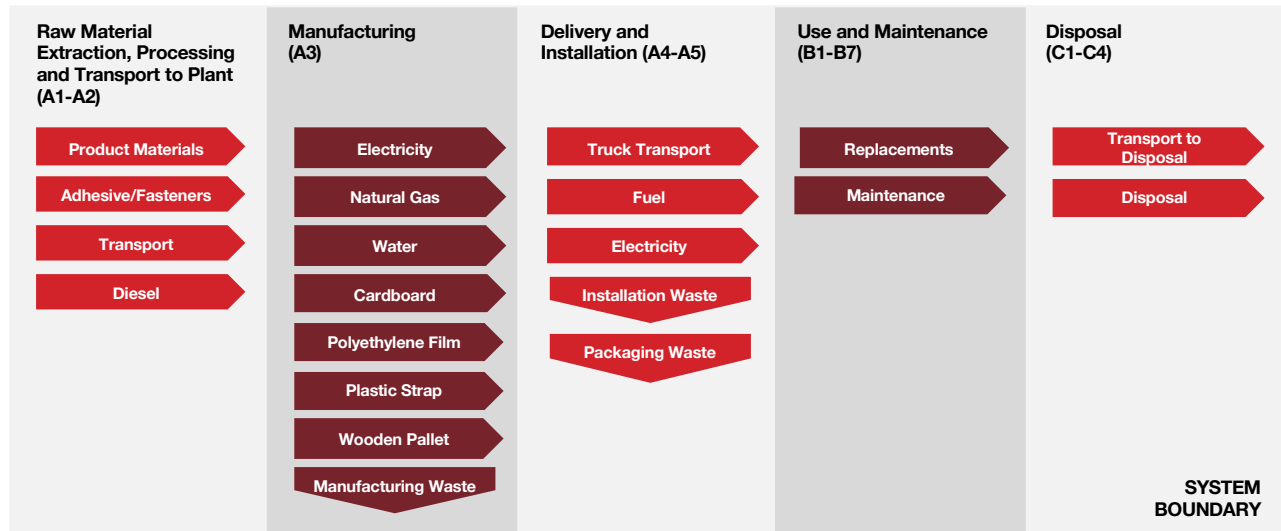 Raw Material
Extraction, Processing
and Transport to Plant
(A1-A2)
Product Materials
Adhesive/Fasteners
Transport
Diesel
Manufacturing
(A3)
Electricity
Natural Gas
Water
Cardboard
Polyethylene Film
Plastic Strap
Wooden Pallet
Manufacturing Waste
Delivery and
Installation (A4-A5)
Truck Transport
Fuel
Electricity
Installation Waste
Packaging Waste
Use and Maintenance
(B1-B7)
Replacements
Maintenance
Disposal
(C1-C4)
Transport to
Disposal
Disposal
SYSTEM
BOUNDARY